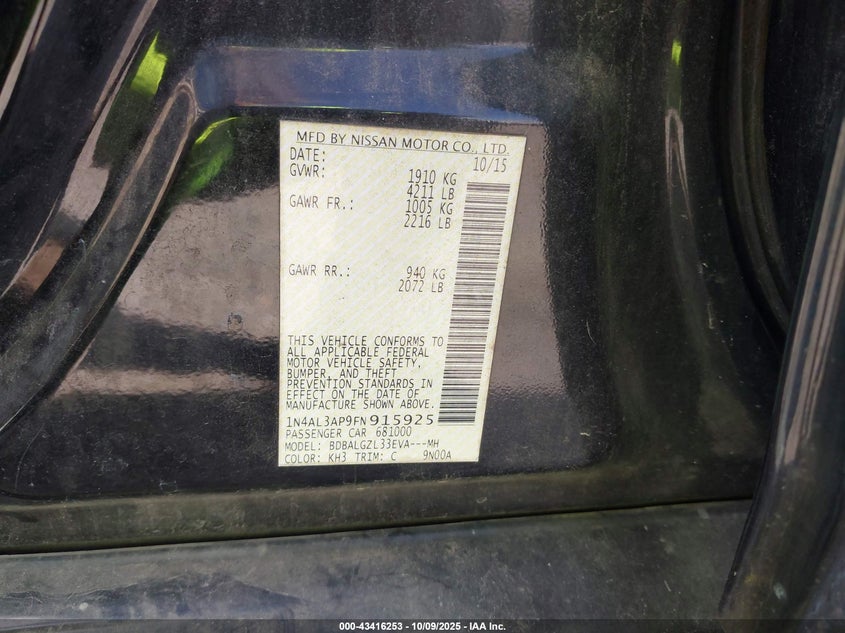 MFD BY NISSAN MOTOR CO., LTD.
DATE: 10/15
GVWR: 1910 KG
4211 LB
GAWR FR.: 1005 KG
2216 LB
GAWR RR.: 940 KG
2072 LB
THIS VEHICLE CONFORMS TO
ALL APPLICABLE FEDERAL
MOTOR VEHICLE SAFETY,
BUMPER, AND THEFT
PREVENTION STANDARDS IN
EFFECT ON THE DATE OF
MANUFACTURE SHOWN ABOVE.
1N4AL3AP9FN915925
PASSENGER CAR 681000
MODEL: BDBALGZL33EVA---MH
COLOR: KH3 TRIM: C 9N00A
000-43416253 - 10/09/2025 - IAA Inc.